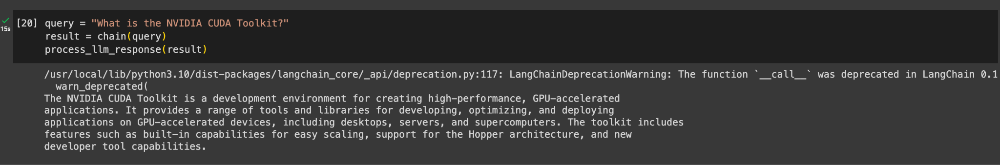 [20] query = "What is the NVIDIA CUDA Toolkit?"
15s
result = chain(query)
process_llm_response(result)
/usr/local/lib/python3.10/dist-packages/langchain_core/_api/deprecation.py:117: LangChainDeprecationWarning: The function `__call__` was deprecated in LangChain 0.1
  warn_deprecated(
The NVIDIA CUDA Toolkit is a development environment for creating high-performance, GPU-accelerated
applications. It provides a range of tools and libraries for developing, optimizing, and deploying
applications on GPU-accelerated devices, including desktops, servers, and supercomputers. The toolkit includes
features such as built-in capabilities for easy scaling, support for the Hopper architecture, and new
developer tool capabilities.